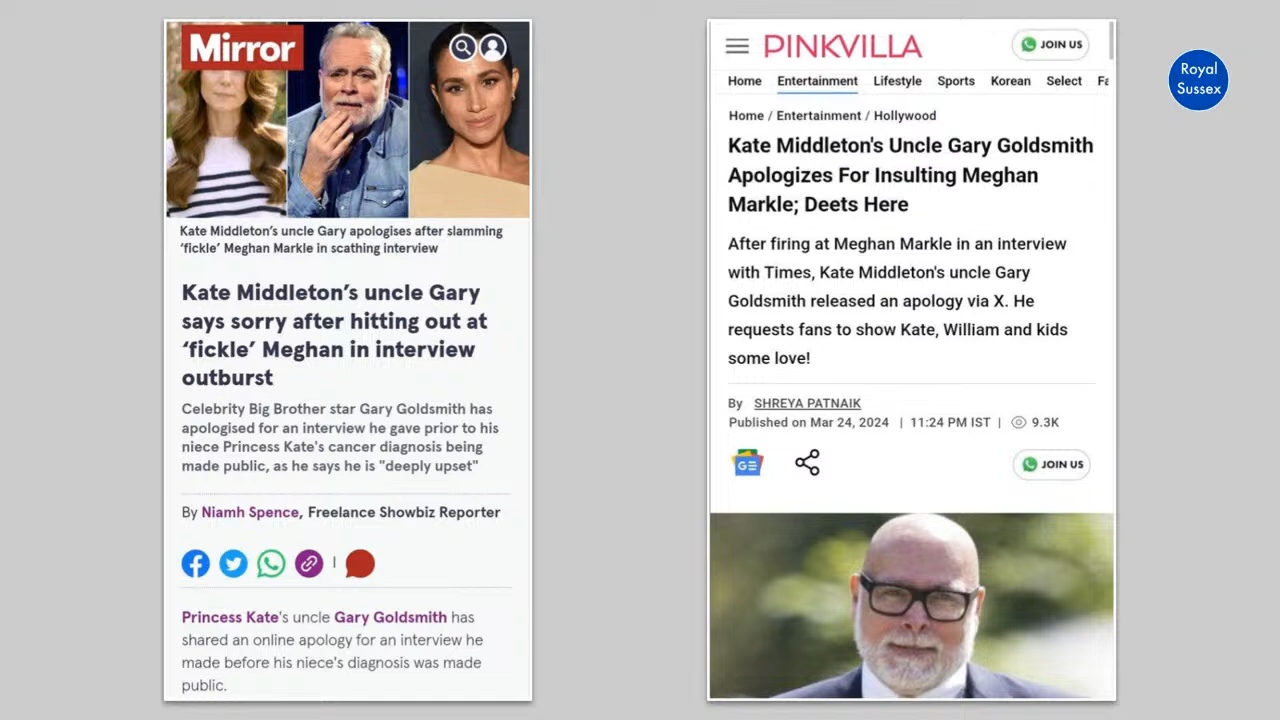 Mirror
Kate Middleton’s uncle Gary apologises after slamming
‘fickle’ Meghan Markle in scathing interview
Kate Middleton’s uncle Gary
says sorry after hitting out at
‘fickle’ Meghan in interview
outburst
Celebrity Big Brother star Gary Goldsmith has
apologised for an interview he gave prior to his
niece Princess Kate's cancer diagnosis being
made public, as he says he is "deeply upset"
By Niamh Spence, Freelance Showbiz Reporter
Princess Kate's uncle Gary Goldsmith has
shared an online apology for an interview he
made before his niece's diagnosis was made
public.
PINKVILLA
JOIN US
Home Entertainment Lifestyle Sports Korean Select Fa
Home / Entertainment / Hollywood
Kate Middleton's Uncle Gary Goldsmith
Apologizes For Insulting Meghan
Markle; Deets Here
After firing at Meghan Markle in an interview
with Times, Kate Middleton's uncle Gary
Goldsmith released an apology via X. He
requests fans to show Kate, William and kids
some love!
By SHREYA PATNAIK
Published on Mar 24, 2024 | 11:24 PM IST | 9.3K
GE
JOIN US
Royal
Sussex